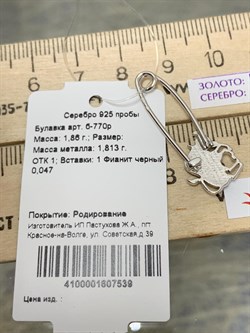 Серебро 925 пробы
Булавка арт. б-770р
Масса: 1,86 г.; Размер:
Масса металла: 1,813 г.
ОТК 1; Вставки: 1 Фианит черный
0,047
Покрытие: Родирование
Изготовитель ИП Пастухова Ж.А., пгт.
Красное-на-Волге, ул. Советская д.39
4100001607539
Цена изд. :
ЗОЛОТО:
СЕРЕБРО: